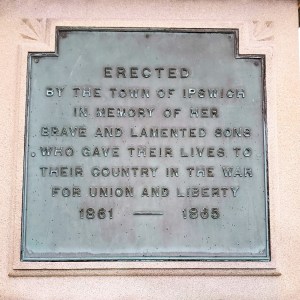 ERECTED
BY THE TOWN OF IPSWICH
IN MEMORY OF HER
BRAVE AND LAMENTED SONS
WHO GAVE THEIR LIVES TO
THEIR COUNTRY IN THE WAR
FOR UNION AND LIBERTY
1861 — 1865